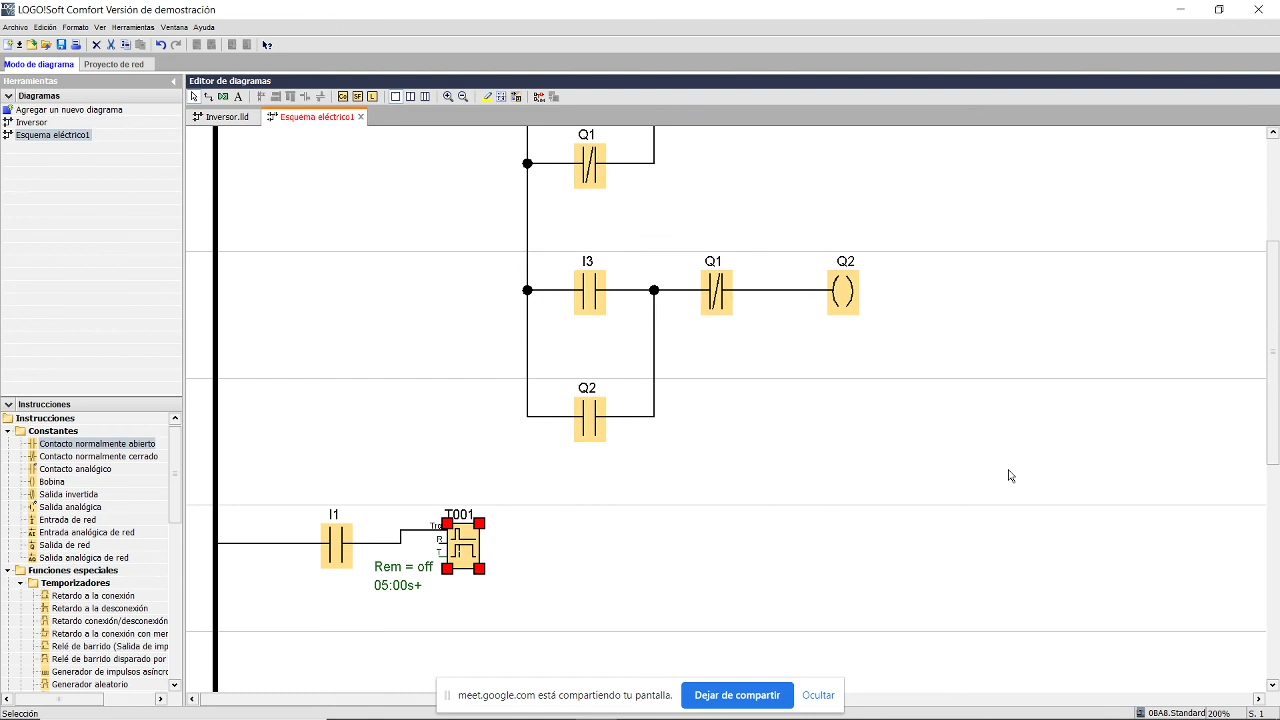 LOGO!Soft Comfort Versión de demostración
Archivo Edición Formato Ver Herramientas Ventana Ayuda
Modo de diagrama Proyecto de red
Herramientas
Diagramas
Agregar un nuevo diagrama
Inversor
Esquema eléctrico1
Editor de diagramas
Inversor.lld Esquema eléctrico1
Q1
I3 Q1 Q2
Q2
I1 T001
Trg
R
T
Rem = off
05:00s+
Instrucciones
Instrucciones
Constantes
Contacto normalmente abierto
Contacto normalmente cerrado
Contacto analógico
Bobina
Salida invertida
Salida analógica
Entrada de red
Entrada analógica de red
Salida de red
Salida analógica de red
Funciones especiales
Temporizadores
Retardo a la conexión
Retardo a la desconexión
Retardo conexión/desconexión
Retardo a la conexión con mem
Relé de barrido (Salida de imp
Relé de barrido disparado por
Generador de impulsos asíncro
Generador aleatorio
meet.google.com está compartiendo tu pantalla. Dejar de compartir Ocultar
Selección 0BA8.Standard 200% S. 1